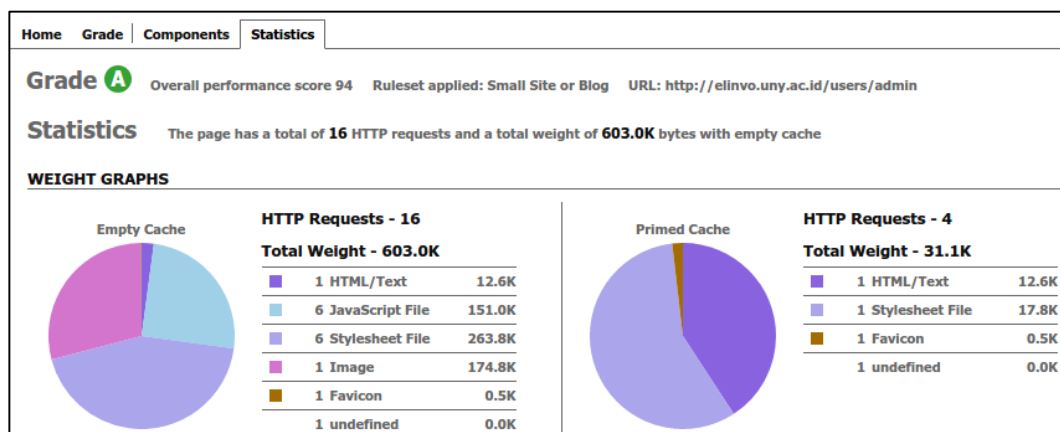 Home Grade Components Statistics
Grade A Overall performance score 94 Ruleset applied: Small Site or Blog URL: http://elinvo.uny.ac.id/users/admin
Statistics The page has a total of 16 HTTP requests and a total weight of 603.0K bytes with empty cache
WEIGHT GRAPHS
Empty Cache
HTTP Requests - 16
Total Weight - 603.0K
1 HTML/Text 12.6K
6 JavaScript File 151.0K
6 Stylesheet File 263.8K
1 Image 174.8K
1 Favicon 0.5K
1 undefined 0.0K
Primed Cache
HTTP Requests - 4
Total Weight - 31.1K
1 HTML/Text 12.6K
1 Stylesheet File 17.8K
1 Favicon 0.5K
1 undefined 0.0K